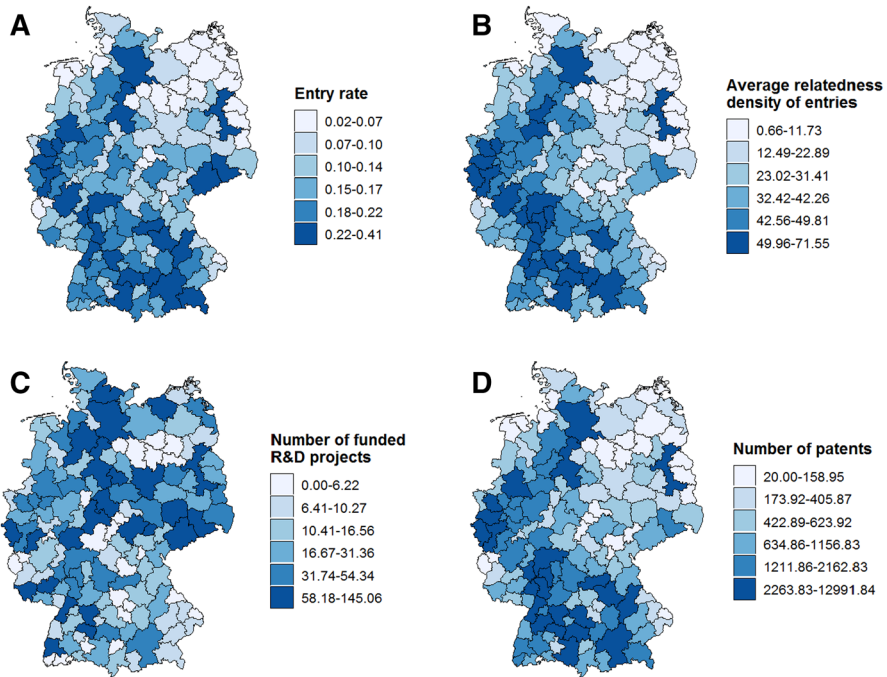 A
Entry rate
0.02-0.07
0.07-0.10
0.10-0.14
0.15-0.17
0.18-0.22
0.22-0.41
B
Average relatedness
density of entries
0.66-11.73
12.49-22.89
23.02-31.41
32.42-42.26
42.56-49.81
49.96-71.55
C
Number of funded
R&D projects
0.00-6.22
6.41-10.27
10.41-16.56
16.67-31.36
31.74-54.34
58.18-145.06
D
Number of patents
20.00-158.95
173.92-405.87
422.89-623.92
634.86-1156.83
1211.86-2162.83
2263.83-12991.84